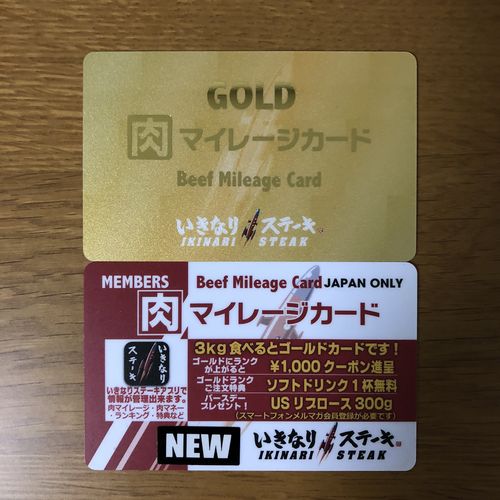 GOLD
肉 マイレージカード
Beef Mileage Card
いきなりステーキ
IKINARI STEAK
MEMBERS Beef Mileage Card JAPAN ONLY
肉 マイレージカード
3kg食べるとゴールドカードです!
ゴールドにランクが上がると ¥1,000 クーポン進呈
ゴールドランクご注文特典 ソフトドリンク1杯無料
バースデープレゼント! USリブロース300g
(スマートフォンメルマガ会員登録が必要です)
いきなり
ステーキ
いきなりステーキアプリで
情報が管理出来ます。
肉マイレージ・肉マネー
・ランキング・特典など
NEW いきなりステーキ
IKINARI STEAK